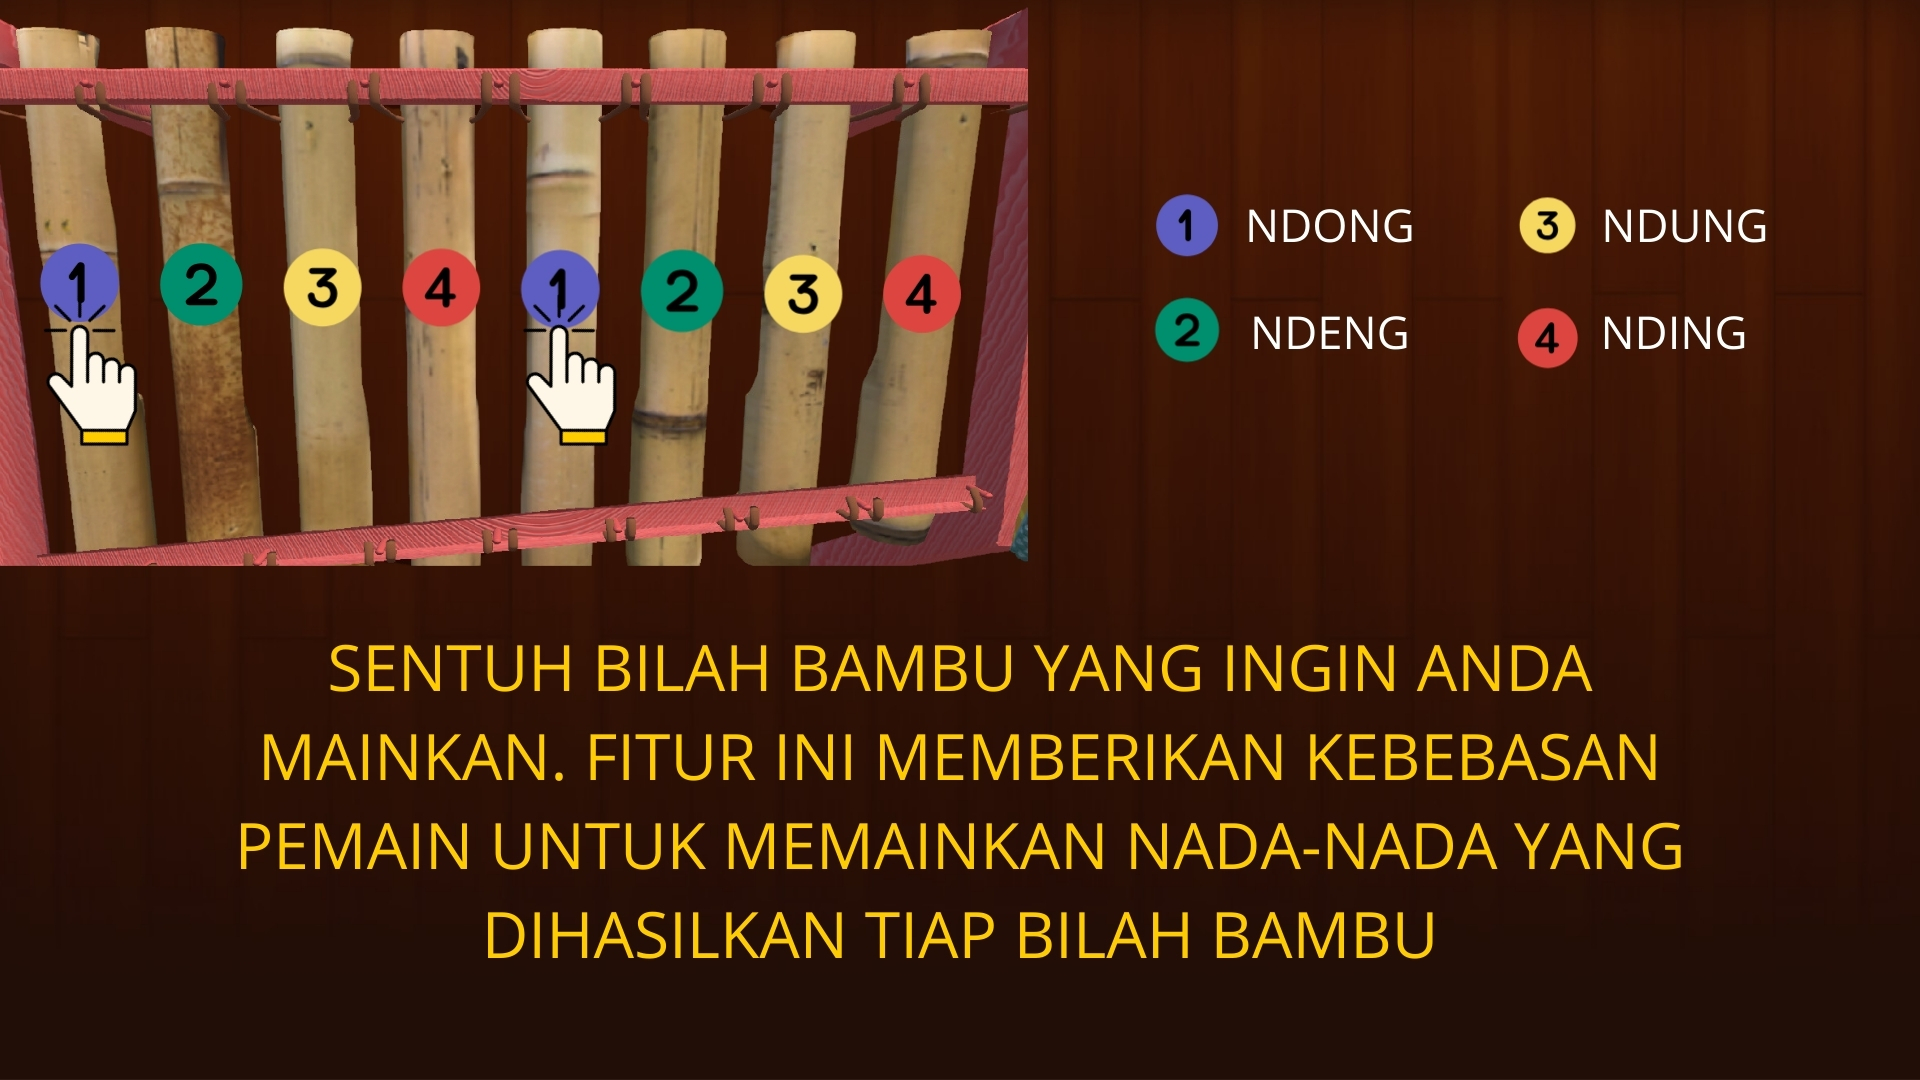 1 2 3 4 1 2 3 4
1 NDONG
2 NDENG
3 NDUNG
4 NDING
SENTUH BILAH BAMBU YANG INGIN ANDA
MAINKAN. FITUR INI MEMBERIKAN KEBEBASAN
PEMAIN UNTUK MEMAINKAN NADA-NADA YANG
DIHASILKAN TIAP BILAH BAMBU